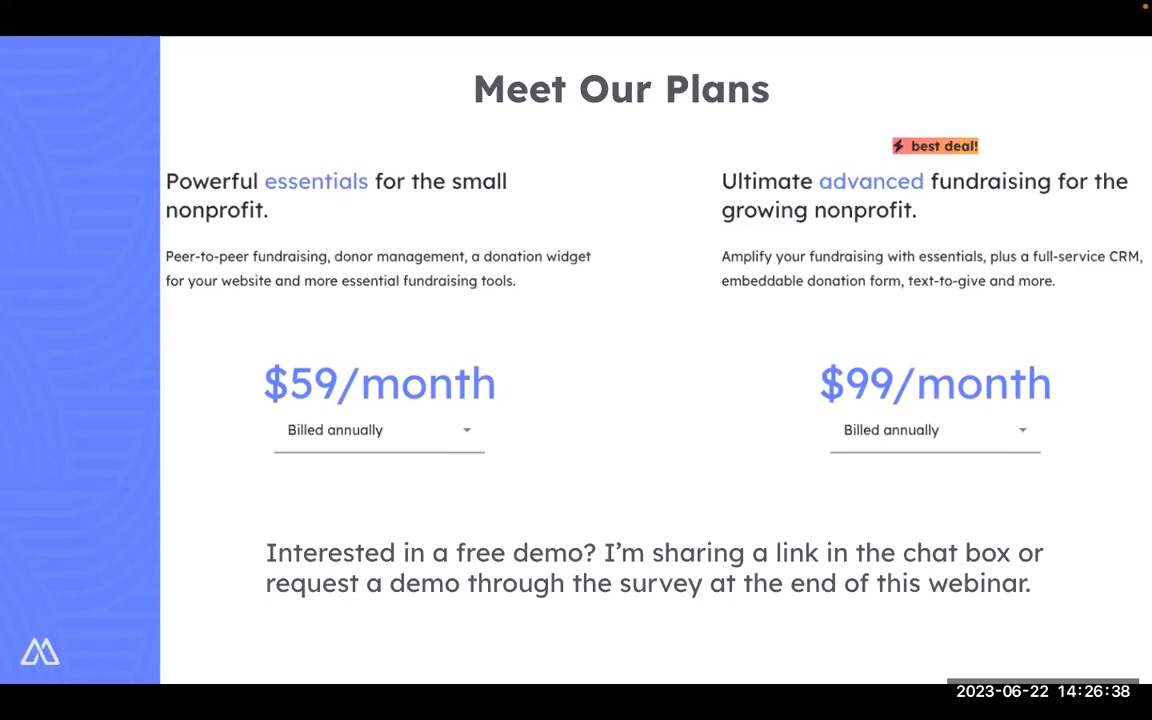 Meet Our Plans
best deal!
Powerful essentials for the small
nonprofit.
Peer-to-peer fundraising, donor management, a donation widget
for your website and more essential fundraising tools.
$59/month
Billed annually
Ultimate advanced fundraising for the
growing nonprofit.
Amplify your fundraising with essentials, plus a full-service CRM,
embeddable donation form, text-to-give and more.
$99/month
Billed annually
Interested in a free demo? I’m sharing a link in the chat box or
request a demo through the survey at the end of this webinar.
2023-06-22 14:26:38